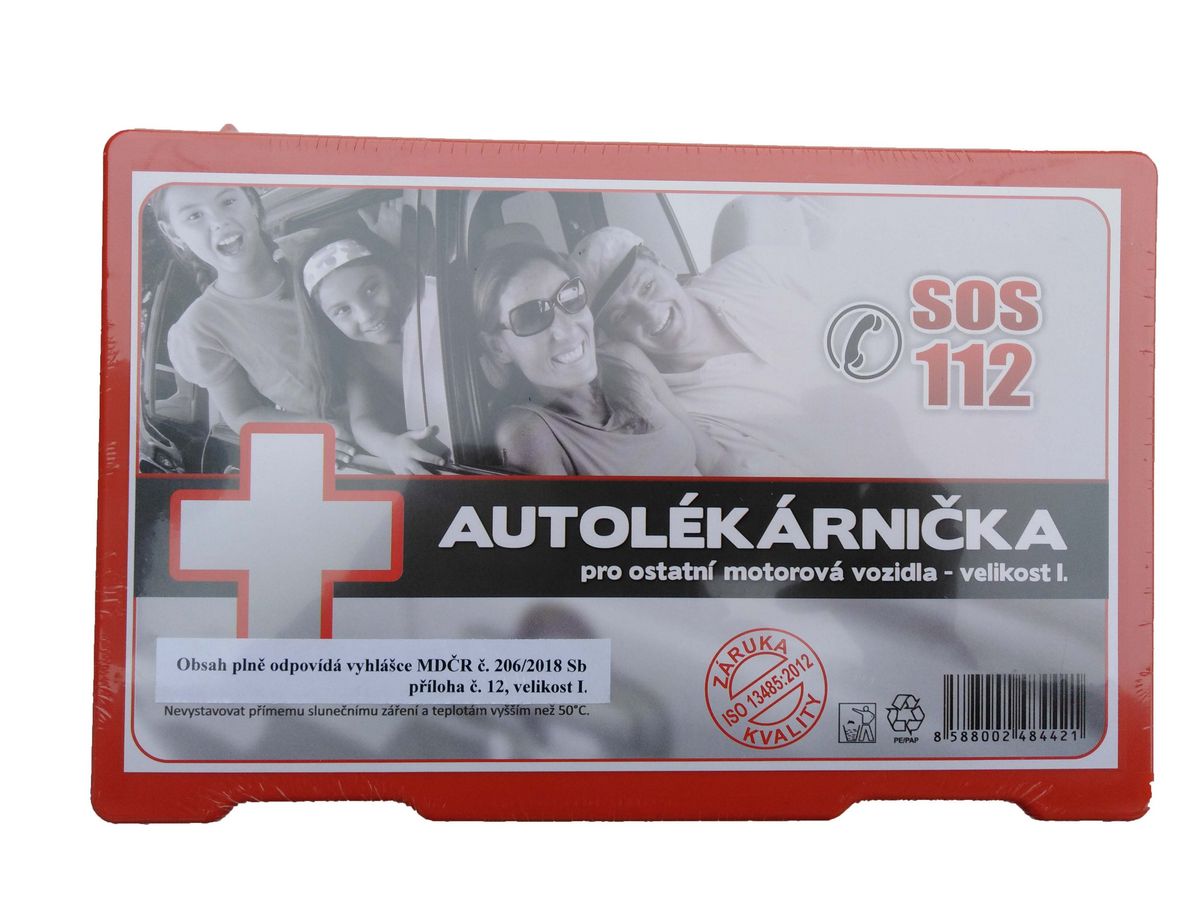 SOS
112
AUTOLÉKÁRNIČKA
pro ostatní motorová vozidla - velikost I.
Obsah plně odpovídá vyhlášce MDČR č. 206/2018 Sb
příloha č. 12, velikost I.
Nevystavovat přímemu slunečnímu záření a teplotám vyšším než 50°C.
ZÁRUKA
ISO 13485:2012
KVALITY
PE/PAP
8 588002 484421